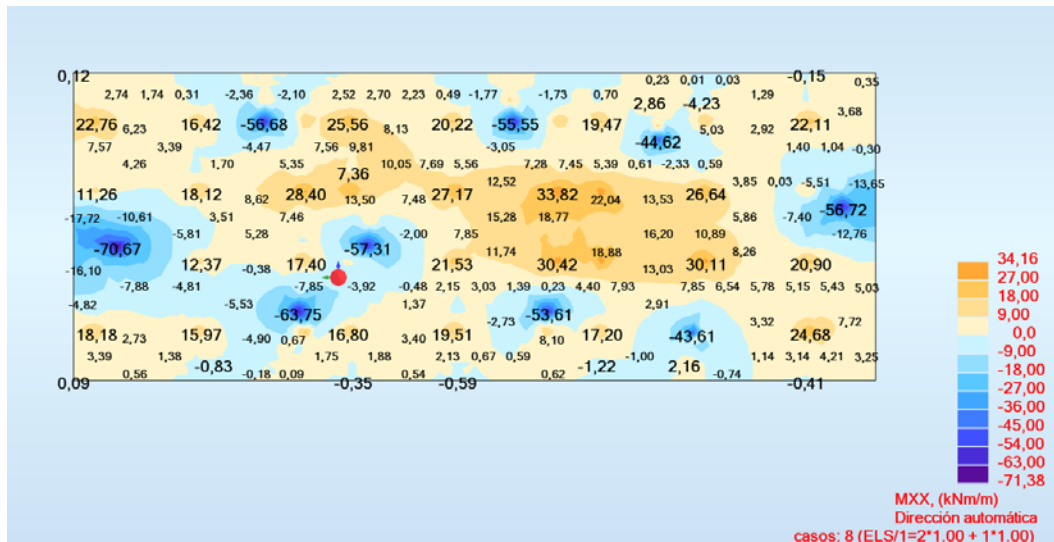 0,12 -0,15 0,23 0,01 0,03 0,35
2,74 1,74 0,31 -2,36 -2,10 2,52 2,70 2,23 0,49 -1,77 -1,73 0,70 2,86 -4,23 1,29
22,76 6,23 16,42 -56,68 25,56 8,13 20,22 -55,55 19,47 5,03 2,92 22,11 3,68
7,57 3,39 -4,47 7,56 9,81 -3,05 -44,62 1,40 1,04 -0,30
4,26 1,70 5,35 10,05 7,69 5,56 7,28 7,45 5,39 0,61 -2,33 0,59
7,36 12,52 3,85 0,03 -5,51 -13,65
11,26 18,12 8,62 28,40 13,50 7,48 27,17 33,82 22,04 13,53 26,64
-17,72 -10,61 3,51 7,46 15,28 18,77 5,86 -7,40 -56,72
-5,81 5,28 -2,00 7,85 16,20 10,89 -12,76
-70,67 -57,31 11,74 18,88 8,26
-16,10 12,37 -0,38 17,40 21,53 30,42 13,03 30,11 20,90
-7,88 -4,81 -7,85 -3,92 -0,48 2,15 3,03 1,39 0,23 4,40 7,93 7,85 6,54 5,78 5,15 5,43 5,03
-4,82 -5,53 1,37 2,91
-63,75 -2,73 -53,61 3,32 7,72
18,18 2,73 15,97 -4,90 0,67 16,80 3,40 19,51 8,10 17,20 -43,61 24,68
3,39 1,38 1,75 1,88 2,13 0,67 0,59 -1,00 1,14 3,14 4,21 3,25
0,56 -0,83 -0,18 0,09 0,54 0,62 -1,22 2,16 -0,74
0,09 -0,35 -0,59 -0,41
34,16
27,00
18,00
9,00
0,0
-9,00
-18,00
-27,00
-36,00
-45,00
-54,00
-63,00
-71,38
MXX, (kNm/m)
Dirección automática
casos: 8 (ELS/1=2*1.00 + 1*1.00)